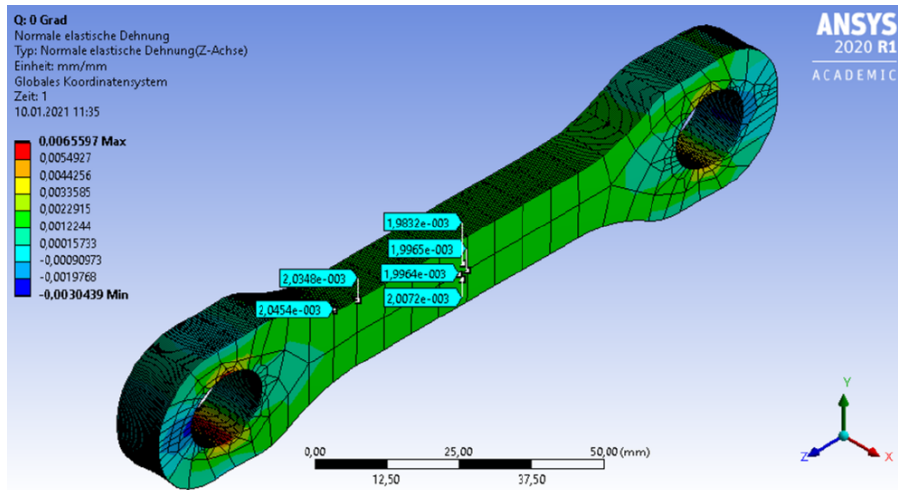 Q: 0 Grad
Normale elastische Dehnung
Typ: Normale elastische Dehnung(Z-Achse)
Einheit: mm/mm
Globales Koordinatensystem
Zeit: 1
10.01.2021 11:35
ANSYS
2020 R1
ACADEMIC
0,0065597 Max
0,0054927
0,0044256
0,0033585
0,0022915
0,0012244
0,00015733
-0,00090973
-0,0019768
-0,0030439 Min
1,9832e-003
1,9965e-003
1,9964e-003
2,0072e-003
2,0348e-003
2,0454e-003
0,00 25,00 50,00 (mm)
12,50 37,50
Y
Z X